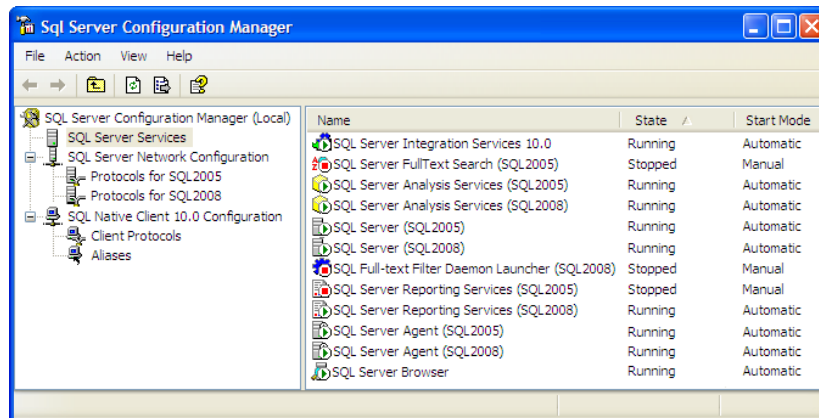 Sql Server Configuration Manager
File Action View Help
SQL Server Configuration Manager (Local)
SQL Server Services
SQL Server Network Configuration
Protocols for SQL2005
Protocols for SQL2008
SQL Native Client 10.0 Configuration
Client Protocols
Aliases
Name State Start Mode
SQL Server Integration Services 10.0 Running Automatic
SQL Server FullText Search (SQL2005) Stopped Manual
SQL Server Analysis Services (SQL2005) Running Automatic
SQL Server Analysis Services (SQL2008) Running Automatic
SQL Server (SQL2005) Running Automatic
SQL Server (SQL2008) Running Automatic
SQL Full-text Filter Daemon Launcher (SQL2008) Stopped Manual
SQL Server Reporting Services (SQL2005) Stopped Manual
SQL Server Reporting Services (SQL2008) Running Automatic
SQL Server Agent (SQL2005) Running Automatic
SQL Server Agent (SQL2008) Running Automatic
SQL Server Browser Running Automatic